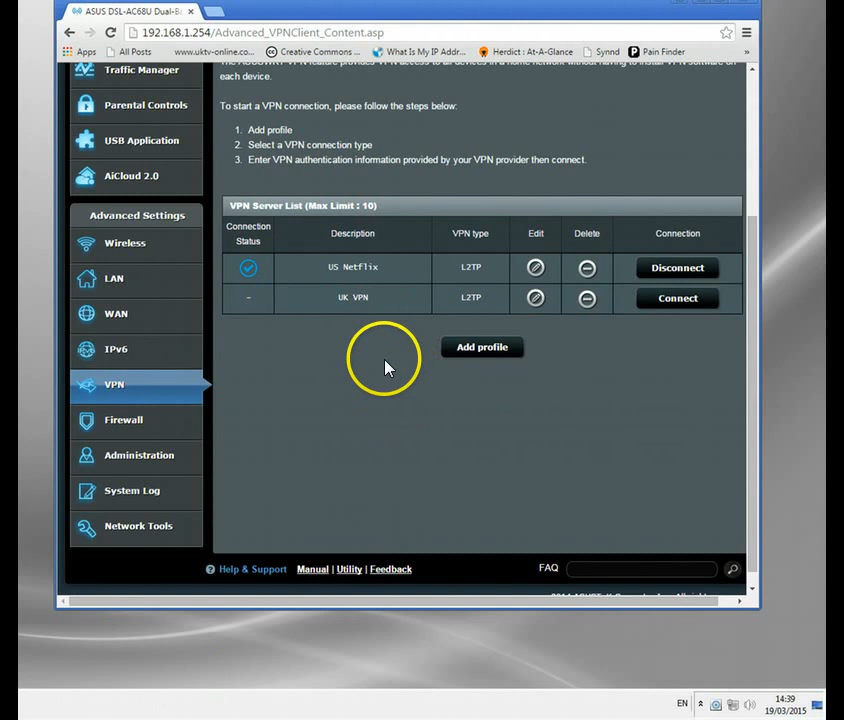 ASUS DSL-AC68U Dual-B
192.168.1.254/Advanced_VPNClient_Content.asp
Apps All Posts www.uktv-online.co... Creative Commons ... What Is My IP Addr... Herdict : At-A-Glance Synnd Pain Finder »
Traffic Manager
Parental Controls
USB Application
AiCloud 2.0
Advanced Settings
Wireless
LAN
WAN
IPv6
VPN
Firewall
Administration
System Log
Network Tools
each device.
To start a VPN connection, please follow the steps below:
1. Add profile
2. Select a VPN connection type
3. Enter VPN authentication information provided by your VPN provider then connect.
VPN Server List (Max Limit : 10)
Connection Status Description VPN type Edit Delete Connection
US Netflix L2TP Disconnect
- UK VPN L2TP Connect
Add profile
Help & Support Manual | Utility | Feedback FAQ
EN 14:39
19/03/2015